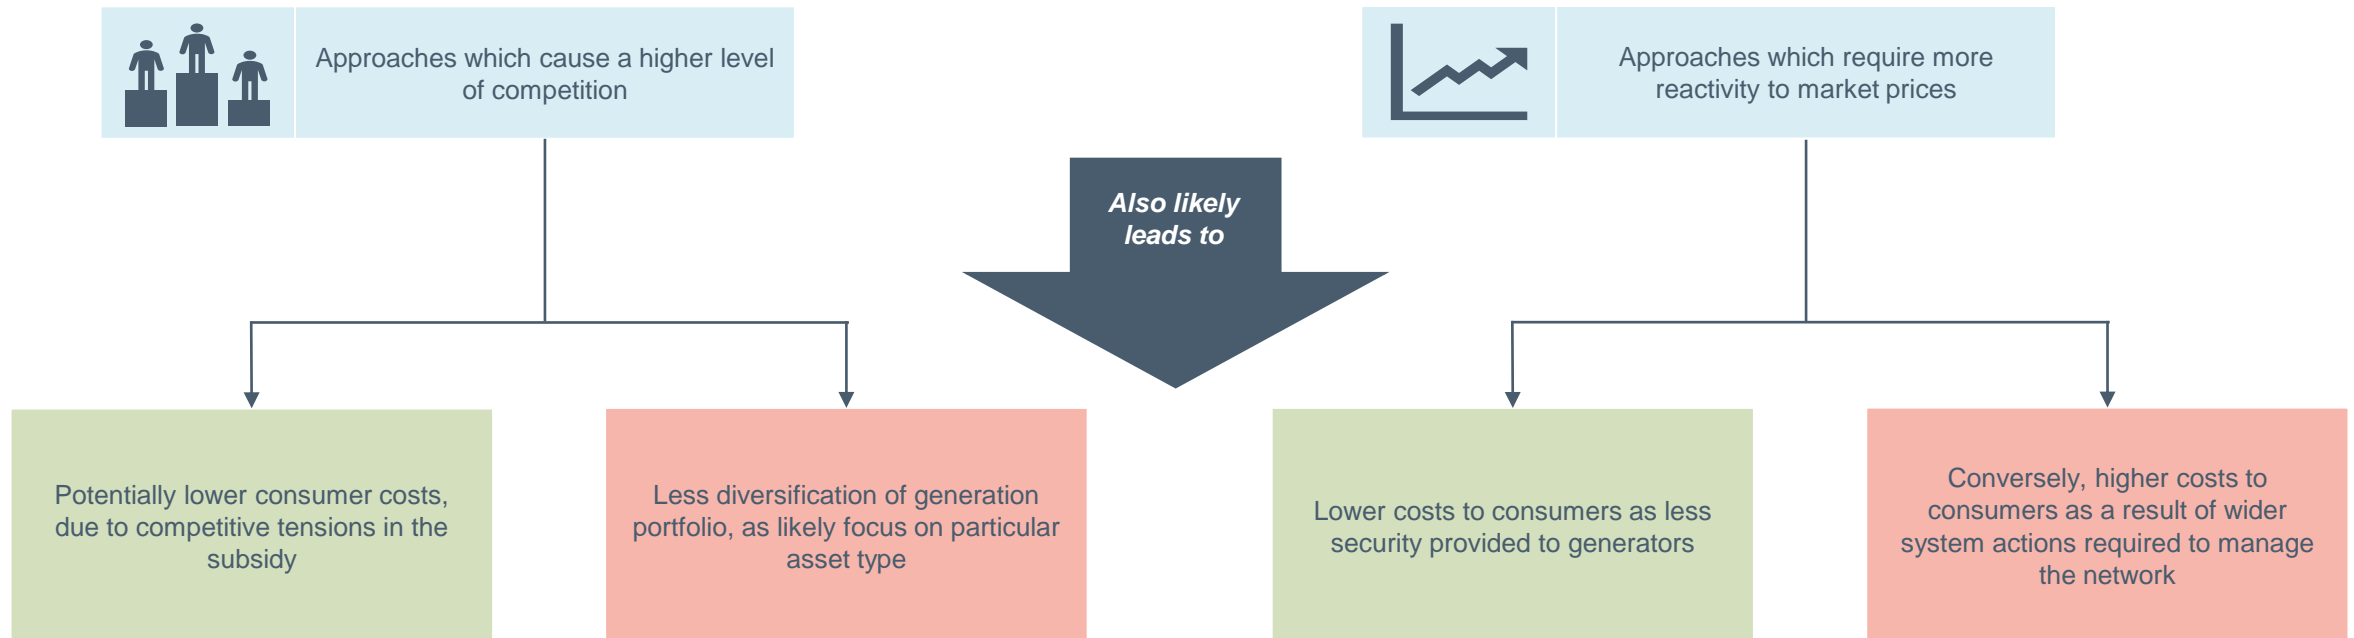 Approaches which cause a higher level
of competition
Approaches which require more
reactivity to market prices
Also likely
leads to
Potentially lower consumer costs,
due to competitive tensions in the
subsidy
Less diversification of generation
portfolio, as likely focus on particular
asset type
Lower costs to consumers as less
security provided to generators
Conversely, higher costs to
consumers as a result of wider
system actions required to manage
the network